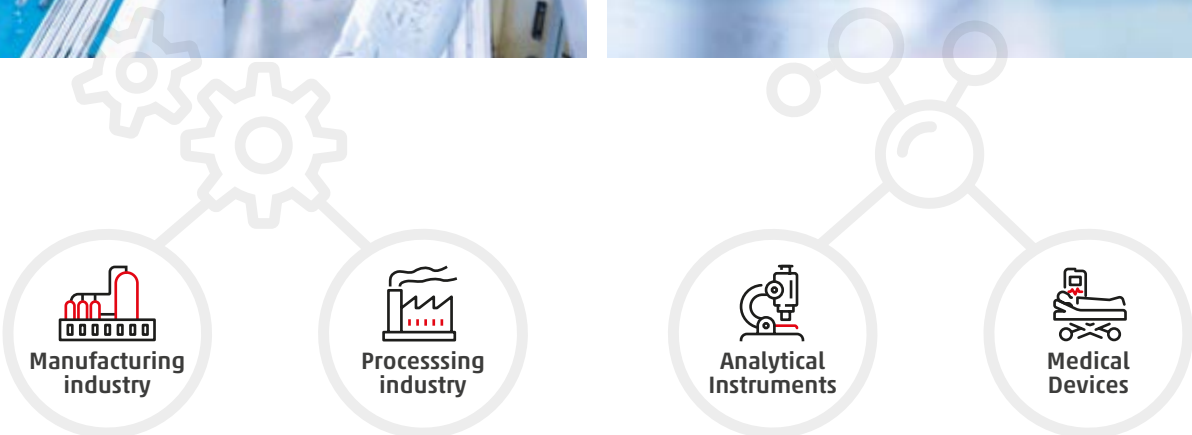 Manufacturing
industry
Processsing
industry
Analytical
Instruments
Medical
Devices